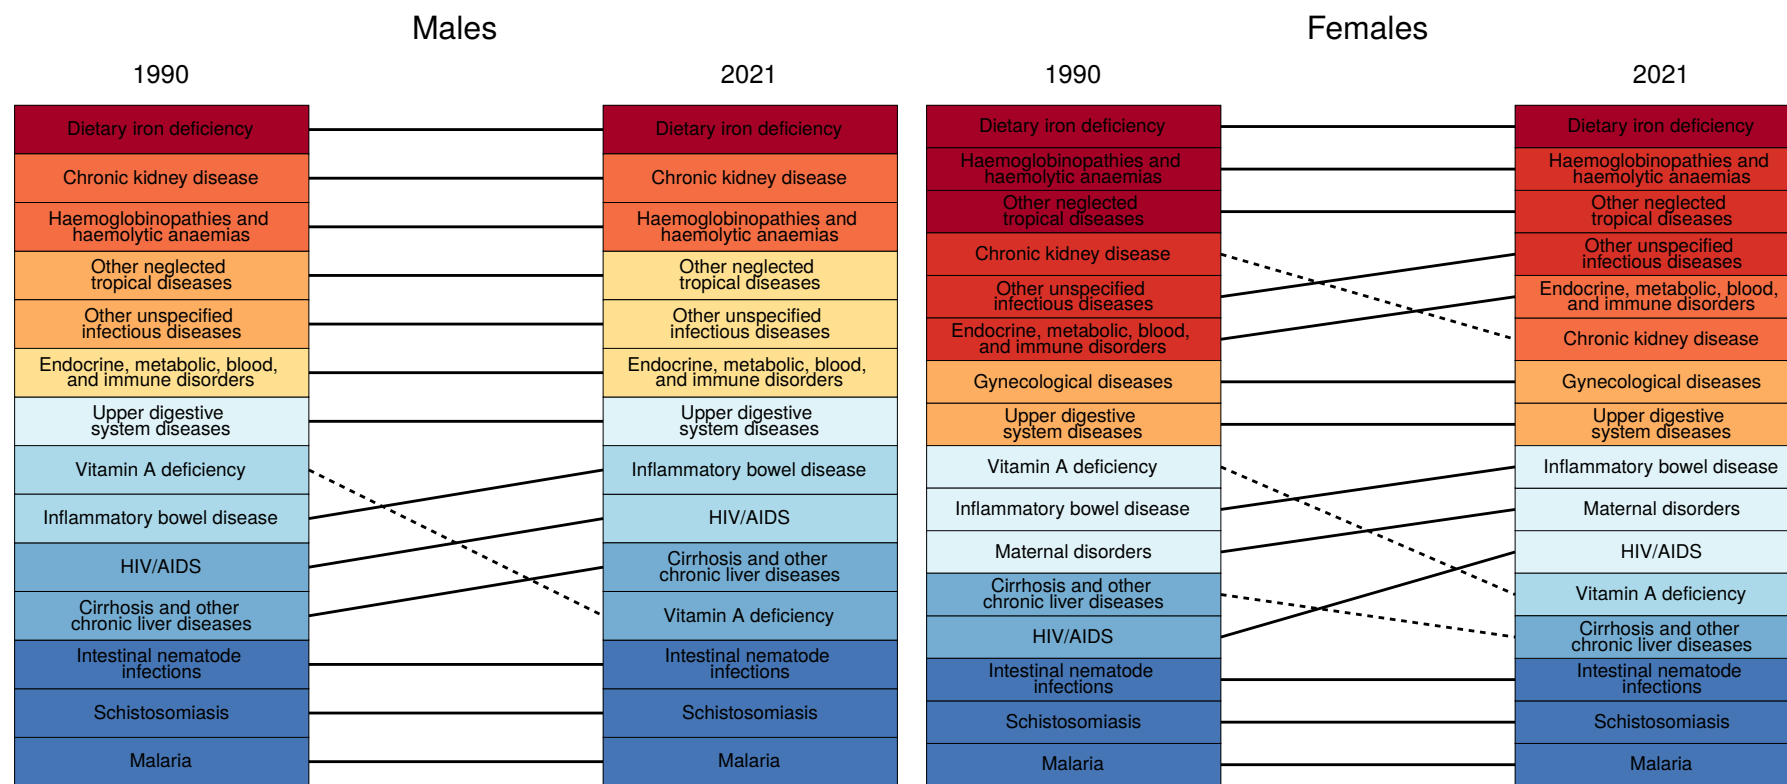 Males
1990
2021
Dietary iron deficiency
Chronic kidney disease
Haemoglobinopathies and
haemolytic anaemias
Other neglected
tropical diseases
Other unspecified
infectious diseases
Endocrine, metabolic, blood,
and immune disorders
Upper digestive
system diseases
Vitamin A deficiency
Inflammatory bowel disease
HIV/AIDS
Cirrhosis and other
chronic liver diseases
Intestinal nematode
infections
Schistosomiasis
Malaria
Dietary iron deficiency
Chronic kidney disease
Haemoglobinopathies and
haemolytic anaemias
Other neglected
tropical diseases
Other unspecified
infectious diseases
Endocrine, metabolic, blood,
and immune disorders
Upper digestive
system diseases
Inflammatory bowel disease
HIV/AIDS
Cirrhosis and other
chronic liver diseases
Vitamin A deficiency
Intestinal nematode
infections
Schistosomiasis
Malaria
Females
1990
2021
Dietary iron deficiency
Haemoglobinopathies and
haemolytic anaemias
Other neglected
tropical diseases
Chronic kidney disease
Other unspecified
infectious diseases
Endocrine, metabolic, blood,
and immune disorders
Gynecological diseases
Upper digestive
system diseases
Vitamin A deficiency
Inflammatory bowel disease
Maternal disorders
Cirrhosis and other
chronic liver diseases
HIV/AIDS
Intestinal nematode
infections
Schistosomiasis
Malaria
Dietary iron deficiency
Haemoglobinopathies and
haemolytic anaemias
Other neglected
tropical diseases
Other unspecified
infectious diseases
Endocrine, metabolic, blood,
and immune disorders
Chronic kidney disease
Gynecological diseases
Upper digestive
system diseases
Inflammatory bowel disease
Maternal disorders
HIV/AIDS
Vitamin A deficiency
Cirrhosis and other
chronic liver diseases
Intestinal nematode
infections
Schistosomiasis
Malaria